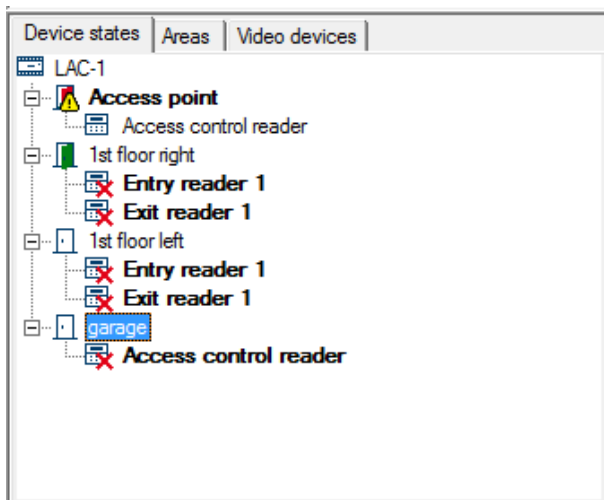 Device states Areas Video devices
LAC-1
Access point
Access control reader
1st floor right
Entry reader 1
Exit reader 1
1st floor left
Entry reader 1
Exit reader 1
garage
Access control reader